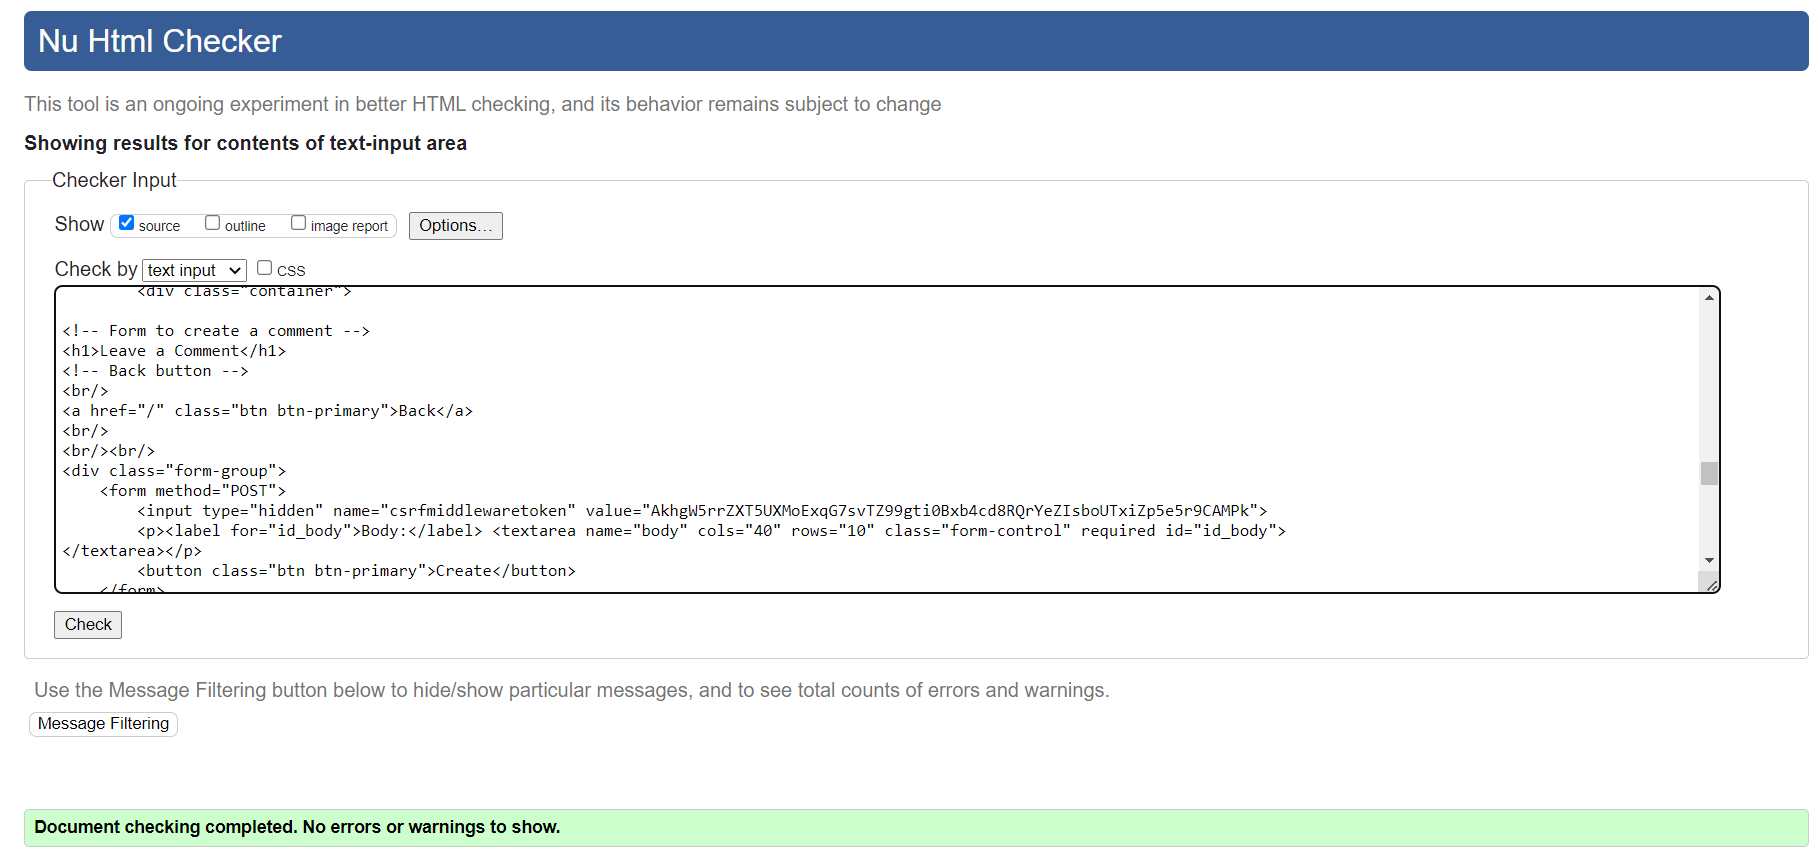 Nu Html Checker
This tool is an ongoing experiment in better HTML checking, and its behavior remains subject to change
Showing results for contents of text-input area
Checker Input
Show source outline image report Options...
Check by text input CSS
<div class="container">
<!-- Form to create a comment -->
<h1>Leave a Comment</h1>
<!-- Back button -->
<br/>
<a href="/" class="btn btn-primary">Back</a>
<br/>
<br/><br/>
<div class="form-group">
<form method="POST">
<input type="hidden" name="csrfmiddlewaretoken" value="AkhgW5rrZXT5UXMoExqG7svTZ99gti0Bxb4cd8RQrYeZIsboUTxiZp5e5r9CAMPk">
<p><label for="id_body">Body:</label> <textarea name="body" cols="40" rows="10" class="form-control" required id="id_body">
</textarea></p>
<button class="btn btn-primary">Create</button>
</form>
Check
Use the Message Filtering button below to hide/show particular messages, and to see total counts of errors and warnings.
Message Filtering
Document checking completed. No errors or warnings to show.